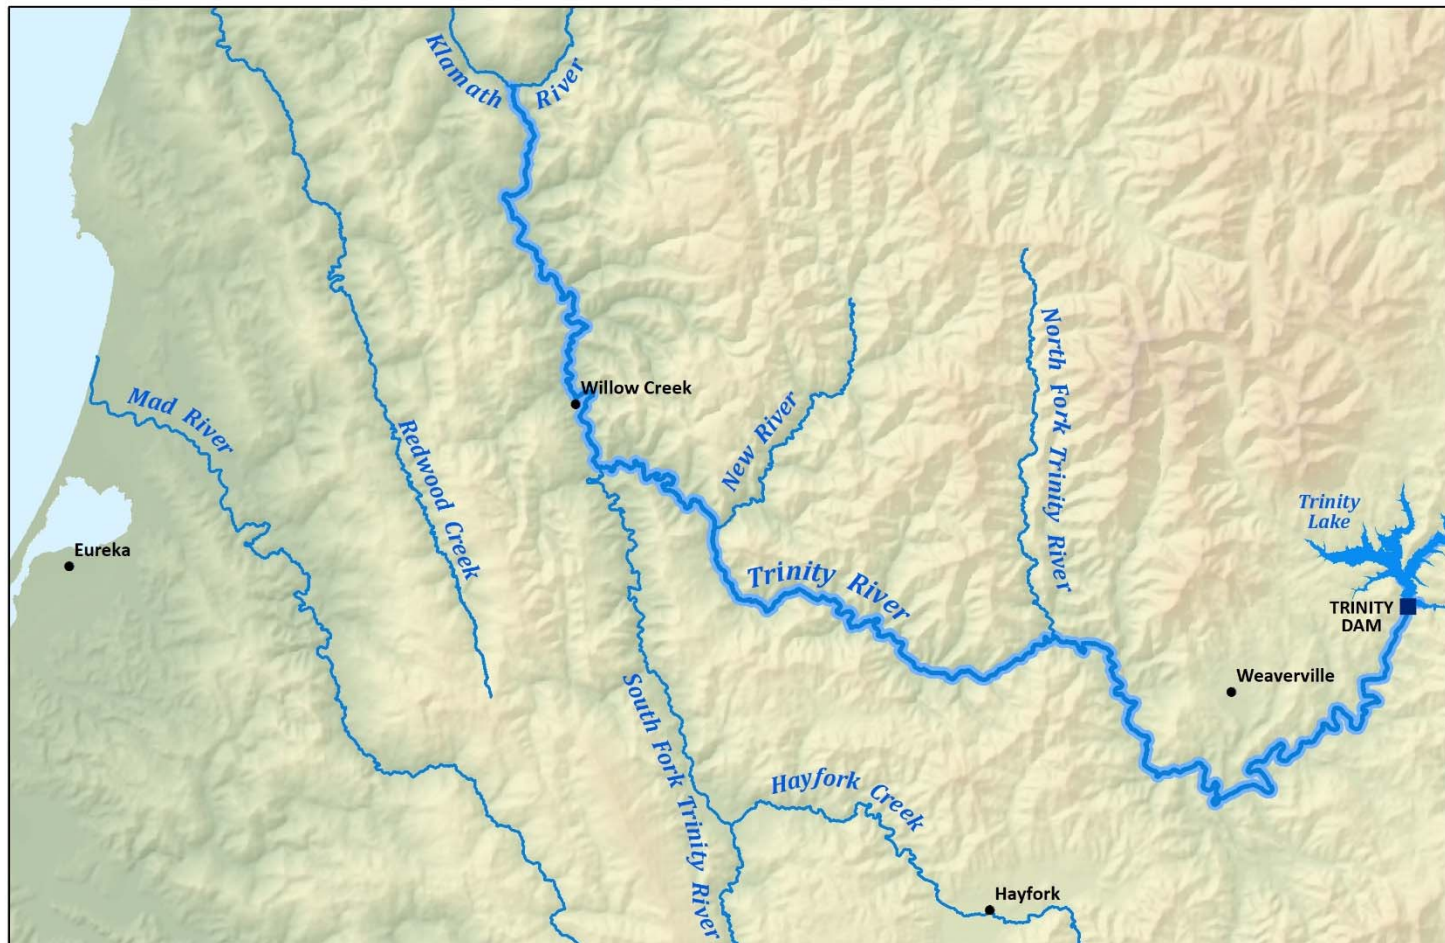 Klamath River
Mad River
Redwood Creek
Willow Creek
New River
North Fork Trinity River
Trinity
Lake
Eureka
Trinity River
TRINITY
DAM
Weaverville
South Fork Trinity River
Hayfork Creek
Hayfork